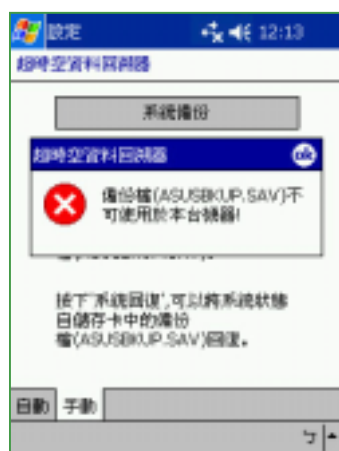 設定 12:13
超時空資料回溯器
系統備份
超時空資料回溯器 ok
備份檔(ASUSBKUP.SAV)不
可使用於本台機器!
按下'系統回復',可以將系統狀態
自儲存卡中的備份
檔(ASUSBKUP.SAV)回復。
自動 手動
ㄅ